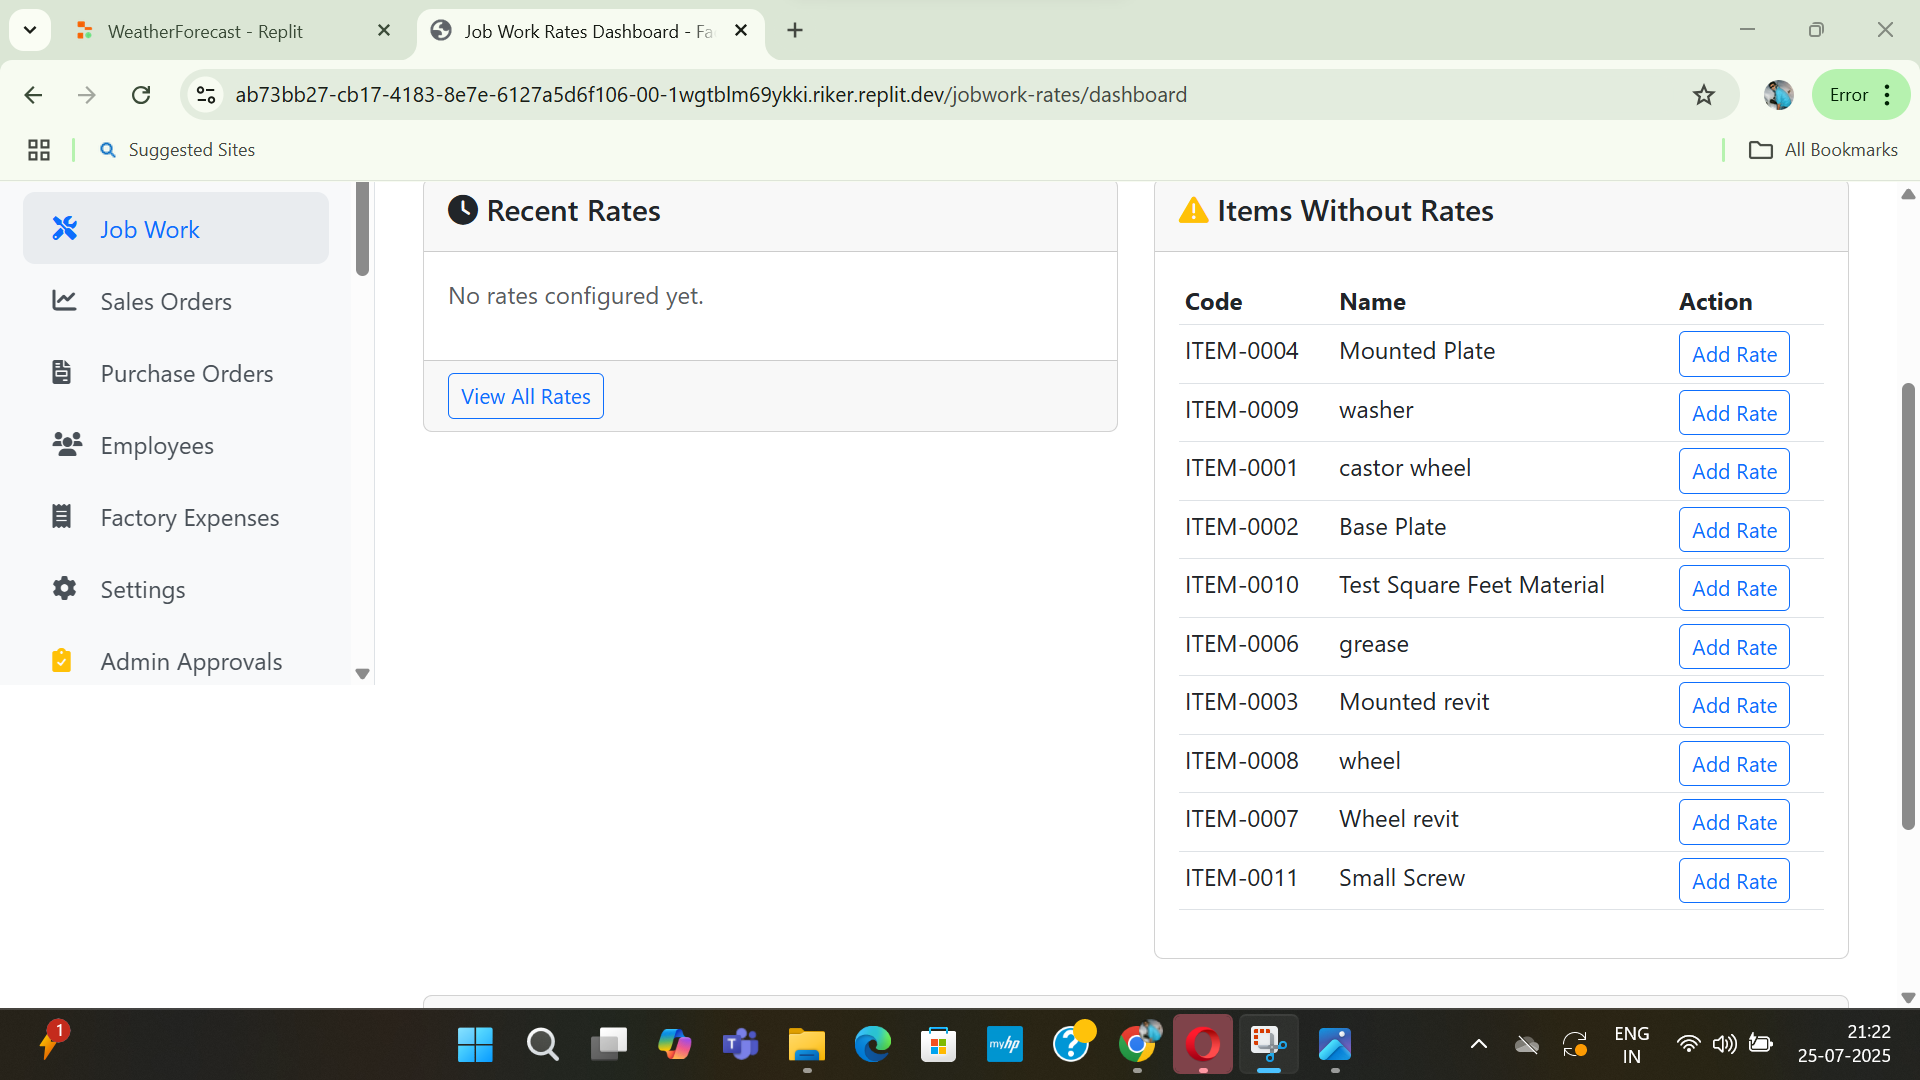 WeatherForecast - Replit
Job Work Rates Dashboard - Fa
ab73bb27-cb17-4183-8e7e-6127a5d6f106-00-1wgtblm69ykki.riker.replit.dev/jobwork-rates/dashboard
Error
Suggested Sites
All Bookmarks
Job Work
Sales Orders
Purchase Orders
Employees
Factory Expenses
Settings
Admin Approvals
Recent Rates
No rates configured yet.
View All Rates
Items Without Rates
Code Name Action
ITEM-0004 Mounted Plate Add Rate
ITEM-0009 washer Add Rate
ITEM-0001 castor wheel Add Rate
ITEM-0002 Base Plate Add Rate
ITEM-0010 Test Square Feet Material Add Rate
ITEM-0006 grease Add Rate
ITEM-0003 Mounted revit Add Rate
ITEM-0008 wheel Add Rate
ITEM-0007 Wheel revit Add Rate
ITEM-0011 Small Screw Add Rate
1
myhp
ENG
IN
21:22
25-07-2025